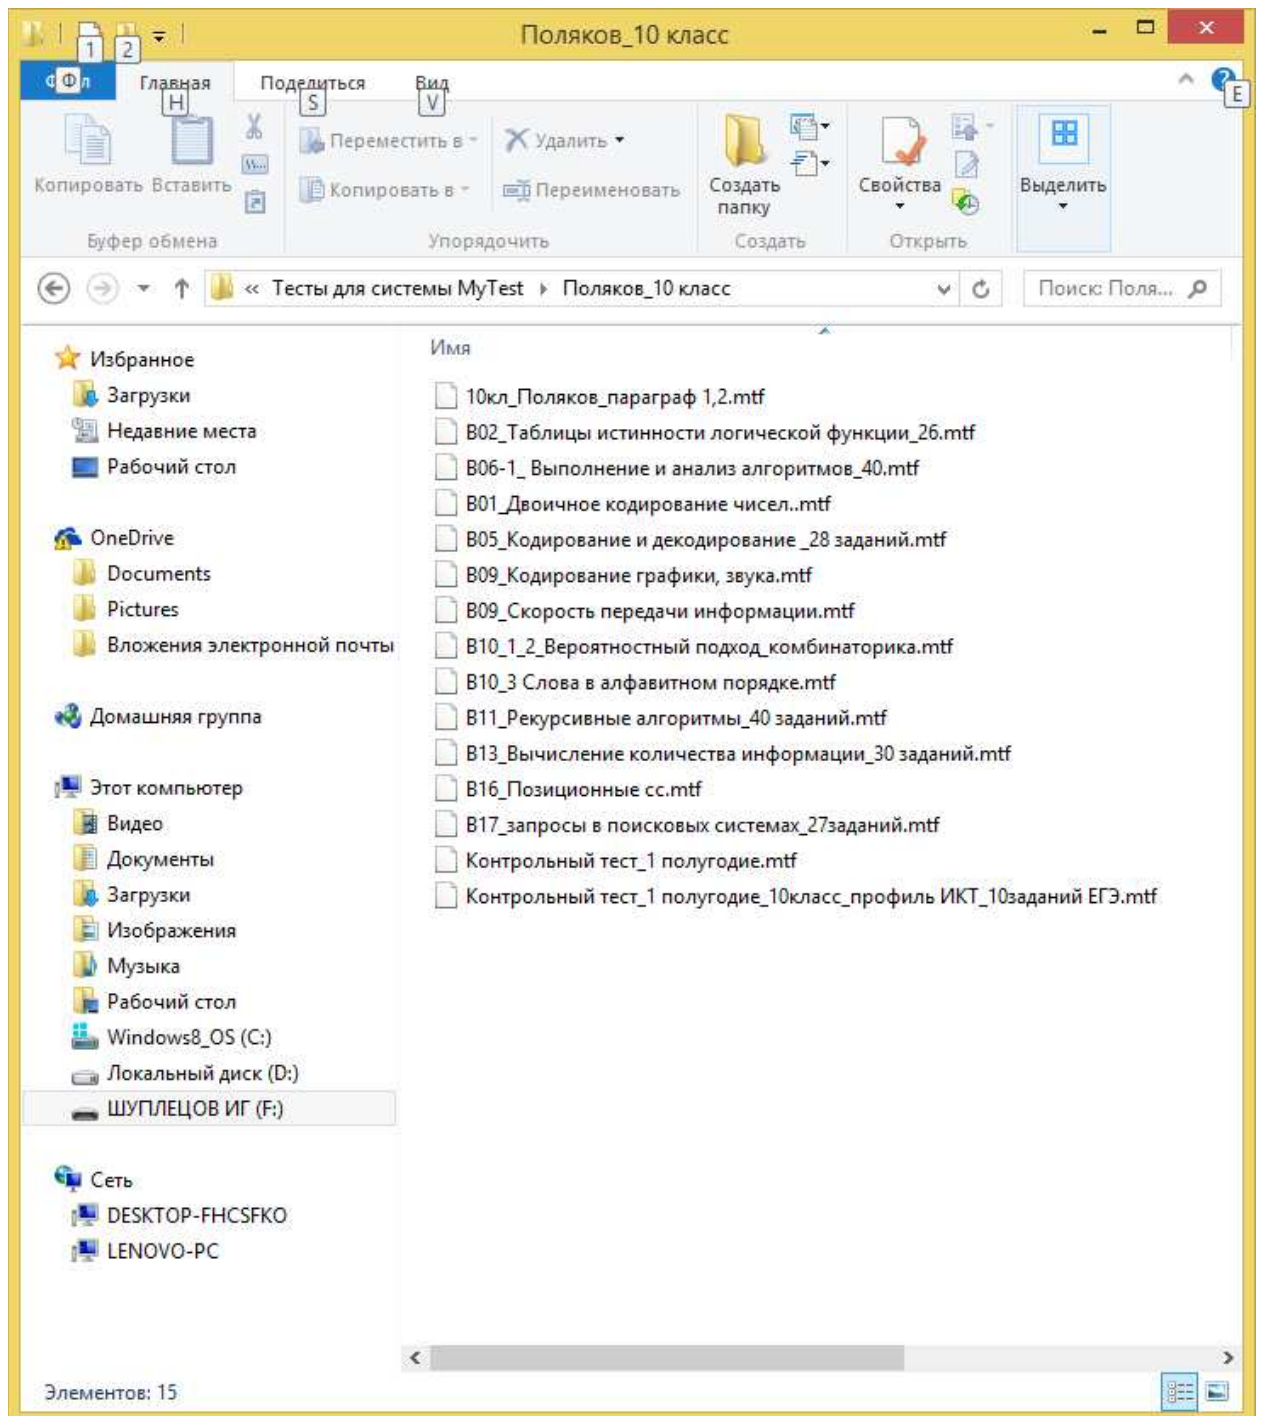 Поляков_10 класс
1
2
Ф
Главная
Поделиться
Вид
H
S
V
E
Копировать
Вставить
Переместить в
Копировать в
Удалить
Переименовать
Создать папку
Свойства
Выделить
Буфер обмена
Упорядочить
Создать
Открыть
« Тесты для системы MyTest
Поляков_10 класс
Поиск: Поля...
Избранное
Загрузки
Недавние места
Рабочий стол
OneDrive
Documents
Pictures
Вложения электронной почты
Домашняя группа
Этот компьютер
Видео
Документы
Загрузки
Изображения
Музыка
Рабочий стол
Windows8_OS (C:)
Локальный диск (D:)
ШУПЛЕЦОВ ИГ (F:)
Сеть
DESKTOP-FHCSFKO
LENOVO-PC
Имя
10кл_Поляков_параграф 1,2.mtf
B02_Таблицы истинности логической функции_26.mtf
B06-1_ Выполнение и анализ алгоритмов_40.mtf
B01_Двоичное кодирование чисел..mtf
B05_Кодирование и декодирование _28 заданий.mtf
B09_Кодирование графики, звука.mtf
B09_Скорость передачи информации.mtf
B10_1_2_Вероятностный подход_комбинаторика.mtf
B10_3 Слова в алфавитном порядке.mtf
B11_Рекурсивные алгоритмы_40 заданий.mtf
B13_Вычисление количества информации_30 заданий.mtf
B16_Позиционные сс.mtf
B17_запросы в поисковых системах_27заданий.mtf
Контрольный тест_1 полугодие.mtf
Контрольный тест_1 полугодие_10класс_профиль ИКТ_10заданий ЕГЭ.mtf
Элементов: 15